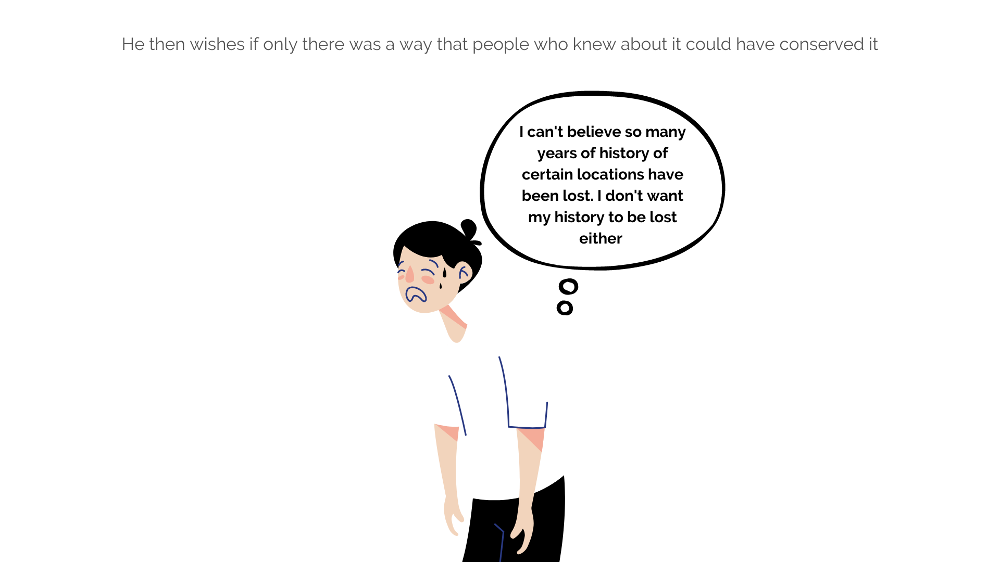 He then wishes if only there was a way that people who knew about it could have conserved it
I can't believe so many
years of history of
certain locations have
been lost. I don't want
my history to be lost
either